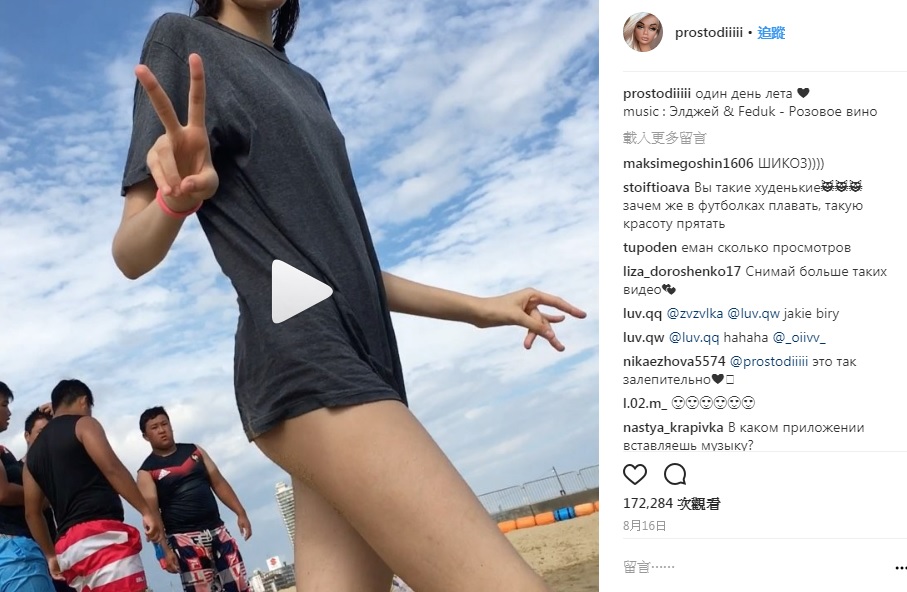 prostodiiiii • 追蹤
prostodiiiii один день лета ❤
music : Элджей & Feduk - Розовое вино
載入更多留言
maksimegoshin1606 ШИКОЗ))))
stoiftioava Вы такие худенькие😻😻😻
зачем же в футболках плавать, такую
красоту прятать
tupoden еман сколько просмотров
liza_doroshenko17 Снимай больше таких
видео💕
luv.qq @zvzvlka @luv.qw jakie biry
luv.qw @luv.qq hahaha @_oiivv_
nikaezhova5574 @prostodiiiii это так
залепительно❤
l.02.m_ 😍😍😍😍😍😍
nastya_krapivka В каком приложении
вставляешь музыку?
172,284 次觀看
8月16日
留言⋯⋯